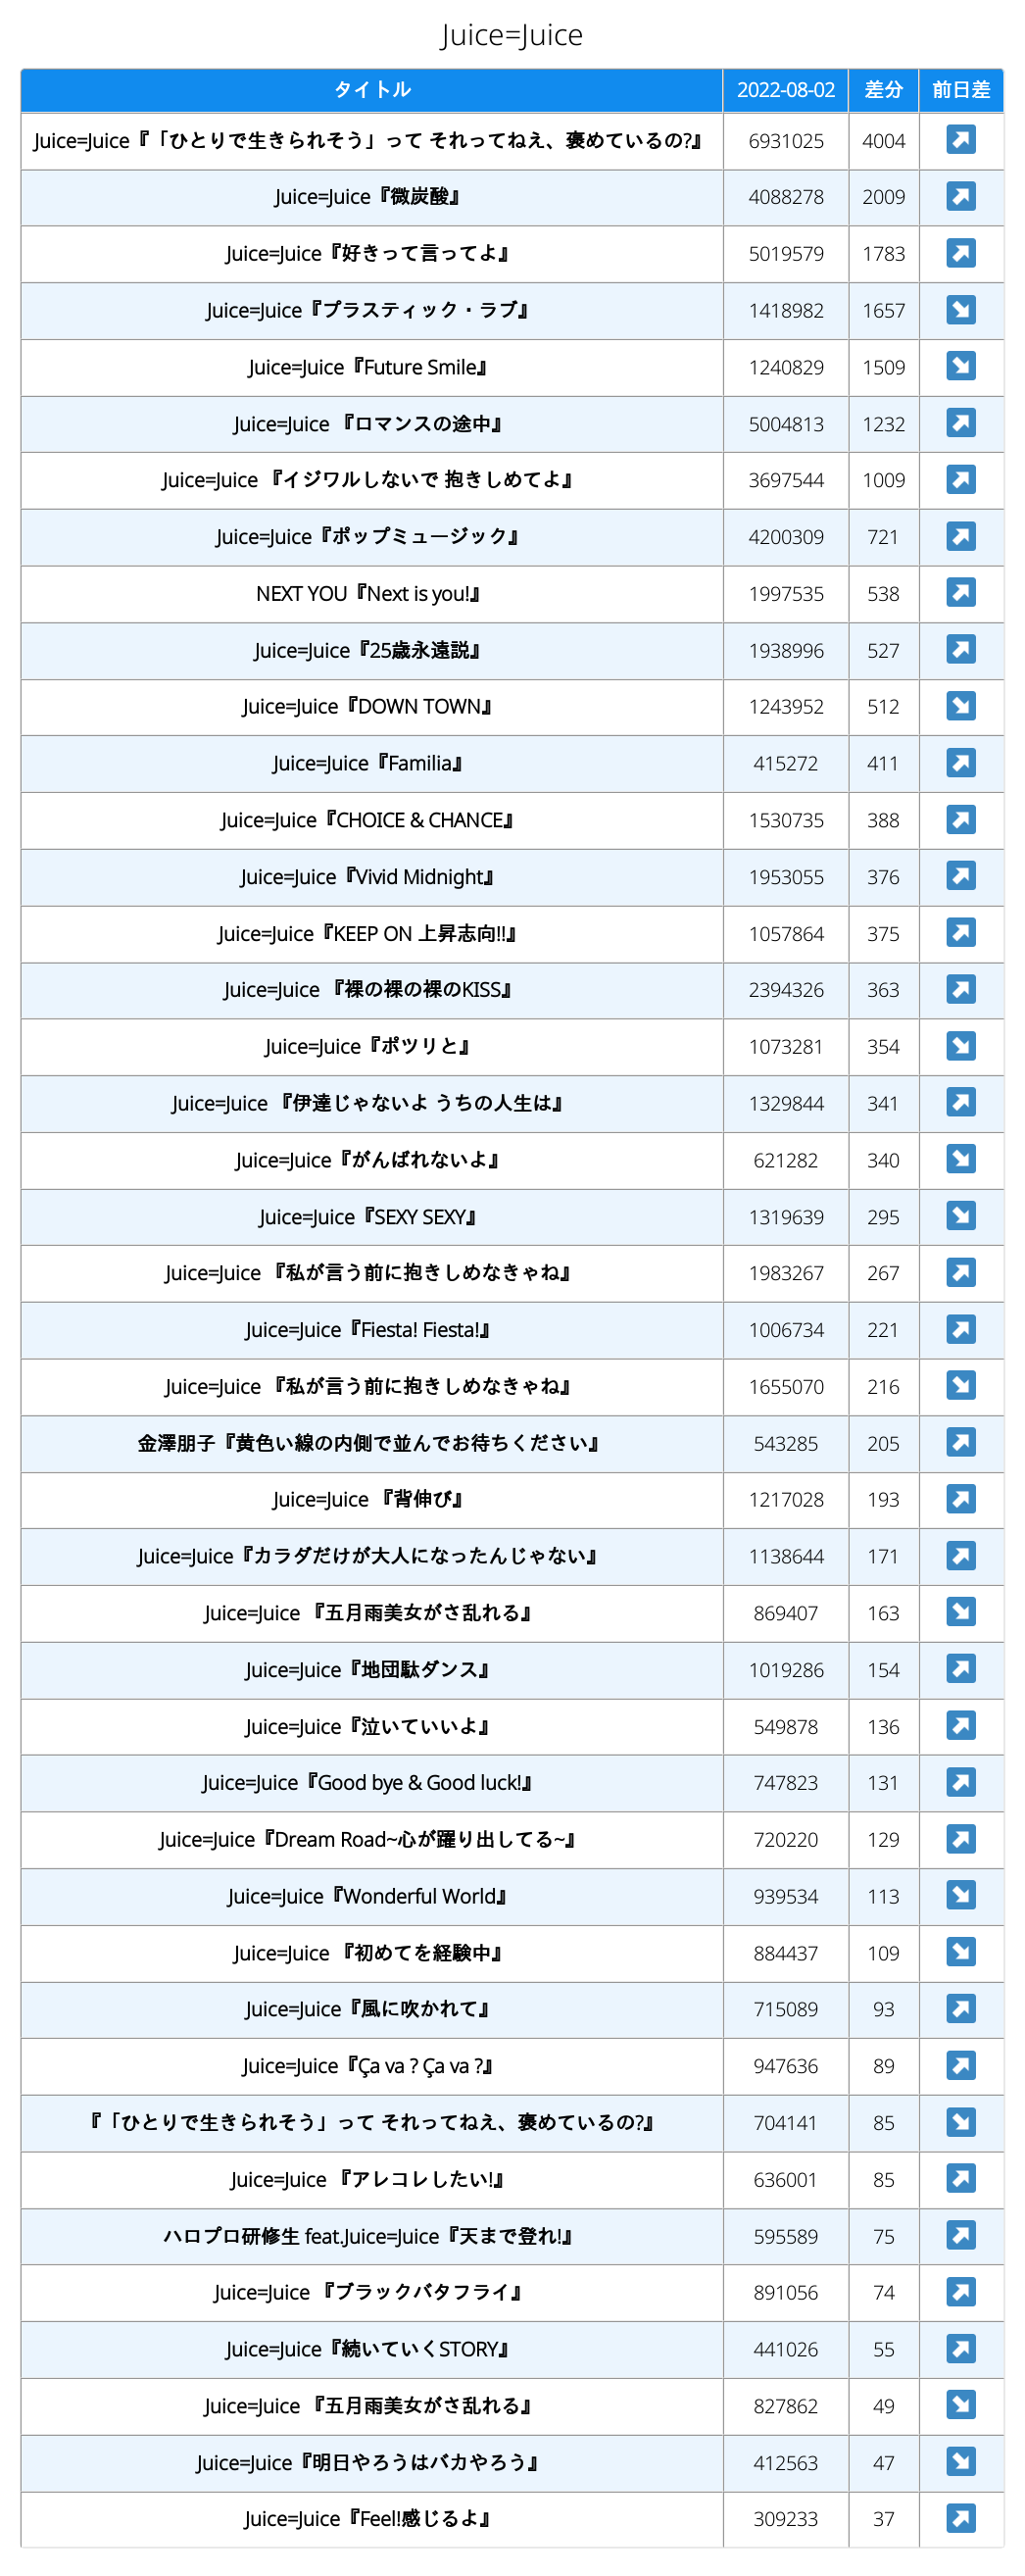 Juice=Juice
タイトル 2022-08-02 差分 前日差
Juice=Juice『「ひとりで生きられそう」って それってねえ、褒めているの?』 6931025 4004
Juice=Juice『微炭酸』 4088278 2009
Juice=Juice『好きって言ってよ』 5019579 1783
Juice=Juice『プラスティック・ラブ』 1418982 1657
Juice=Juice『Future Smile』 1240829 1509
Juice=Juice 『ロマンスの途中』 5004813 1232
Juice=Juice 『イジワルしないで 抱きしめてよ』 3697544 1009
Juice=Juice『ポップミュージック』 4200309 721
NEXT YOU『Next is you!』 1997535 538
Juice=Juice『25歳永遠説』 1938996 527
Juice=Juice『DOWN TOWN』 1243952 512
Juice=Juice『Familia』 415272 411
Juice=Juice『CHOICE & CHANCE』 1530735 388
Juice=Juice『Vivid Midnight』 1953055 376
Juice=Juice『KEEP ON 上昇志向!!』 1057864 375
Juice=Juice 『裸の裸の裸のKISS』 2394326 363
Juice=Juice『ポツリと』 1073281 354
Juice=Juice 『伊達じゃないよ うちの人生は』 1329844 341
Juice=Juice『がんばれないよ』 621282 340
Juice=Juice『SEXY SEXY』 1319639 295
Juice=Juice 『私が言う前に抱きしめなきゃね』 1983267 267
Juice=Juice『Fiesta! Fiesta!』 1006734 221
Juice=Juice 『私が言う前に抱きしめなきゃね』 1655070 216
金澤朋子『黄色い線の内側で並んでお待ちください』 543285 205
Juice=Juice 『背伸び』 1217028 193
Juice=Juice『カラダだけが大人になったんじゃない』 1138644 171
Juice=Juice 『五月雨美女がさ乱れる』 869407 163
Juice=Juice『地団駄ダンス』 1019286 154
Juice=Juice『泣いていいよ』 549878 136
Juice=Juice『Good bye & Good luck!』 747823 131
Juice=Juice『Dream Road~心が躍り出してる~』 720220 129
Juice=Juice『Wonderful World』 939534 113
Juice=Juice 『初めてを経験中』 884437 109
Juice=Juice『風に吹かれて』 715089 93
Juice=Juice『Ça va ? Ça va ?』 947636 89
『「ひとりで生きられそう」って それってねえ、褒めているの?』 704141 85
Juice=Juice 『アレコレしたい!』 636001 85
ハロプロ研修生 feat.Juice=Juice『天まで登れ!』 595589 75
Juice=Juice 『ブラックバタフライ』 891056 74
Juice=Juice『続いていくSTORY』 441026 55
Juice=Juice 『五月雨美女がさ乱れる』 827862 49
Juice=Juice『明日やろうはバカやろう』 412563 47
Juice=Juice『Feel!感じるよ』 309233 37